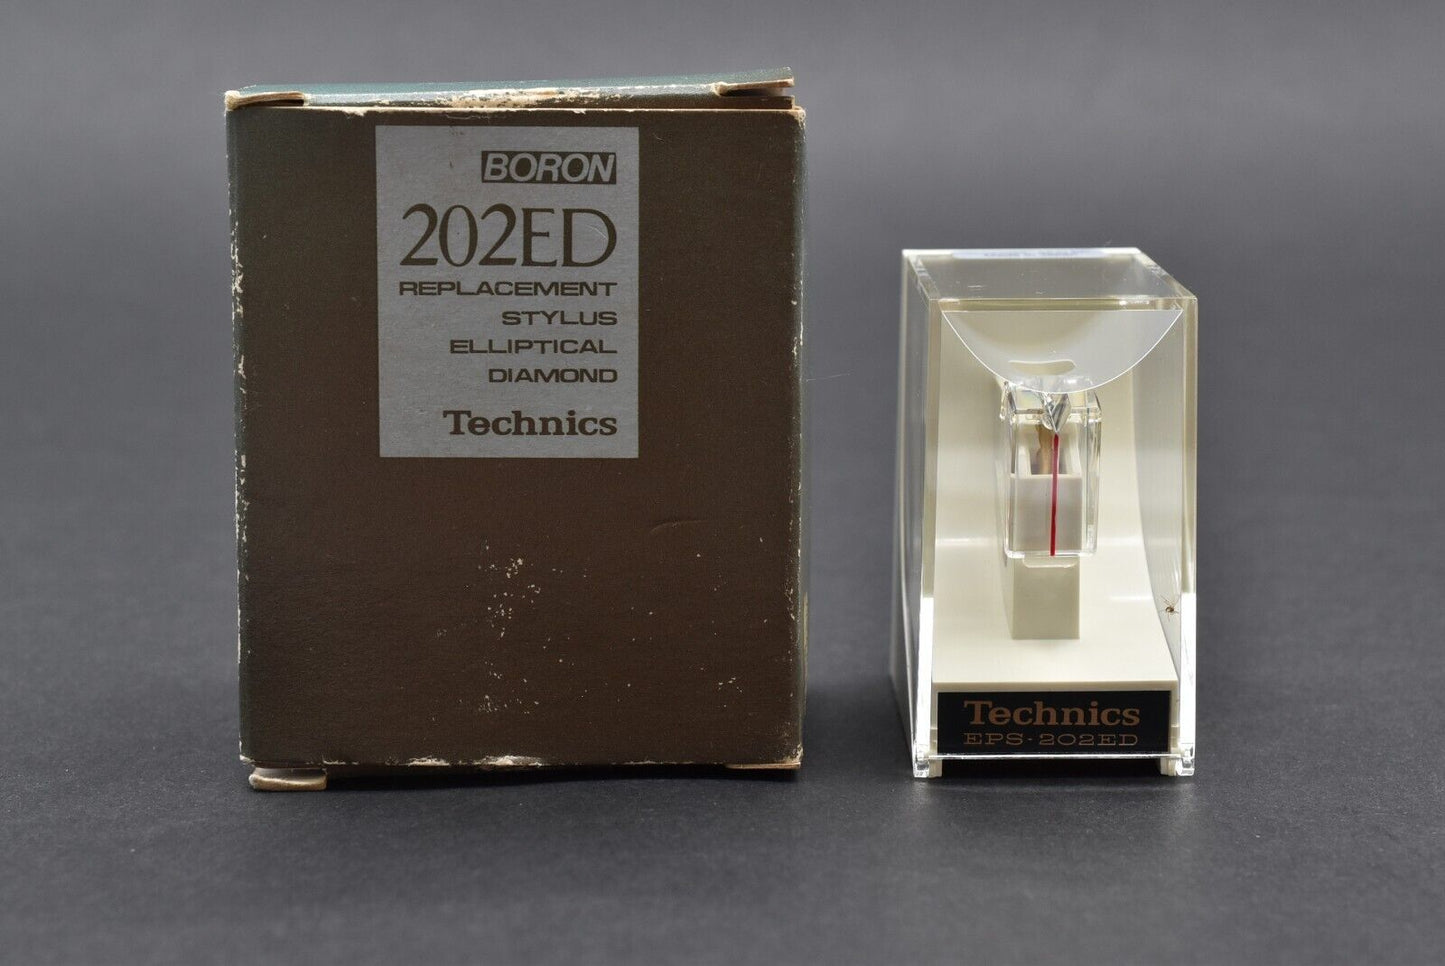 BORON
202ED
REPLACEMENT
STYLUS
ELLIPTICAL
DIAMOND
Technics
Technics
EPS-202ED